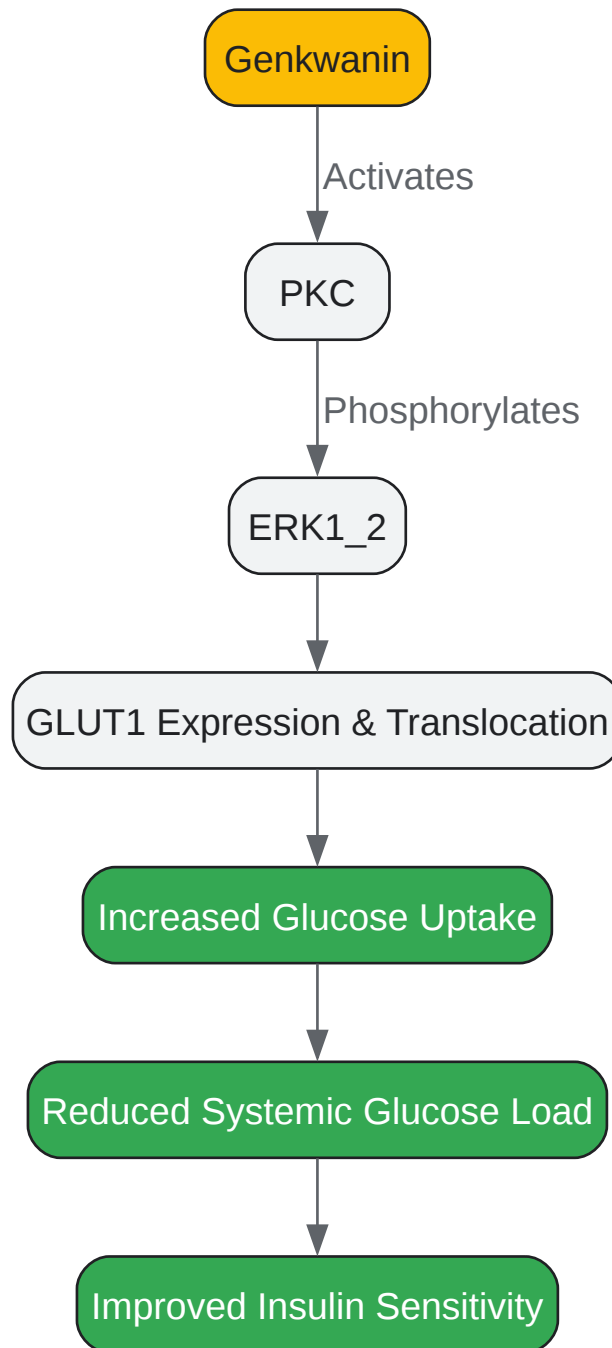 Genkwanin
Activates
PKC
Phosphorylates
ERK1_2
GLUT1 Expression & Translocation
Increased Glucose Uptake
Reduced Systemic Glucose Load
Improved Insulin Sensitivity